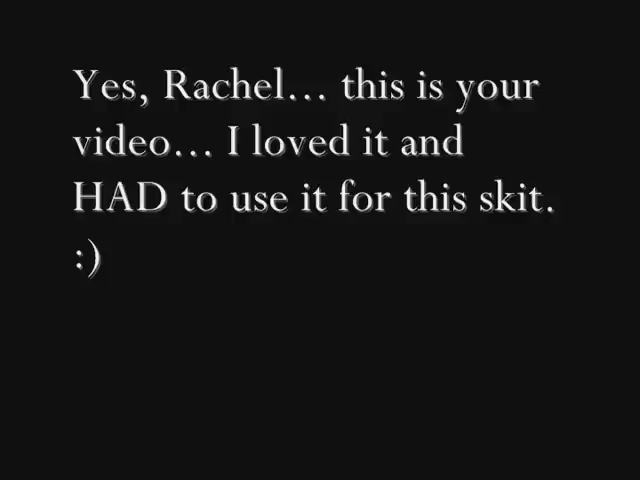 Yes, Rachel... this is your
video... I loved it and
HAD to use it for this skit.
:)